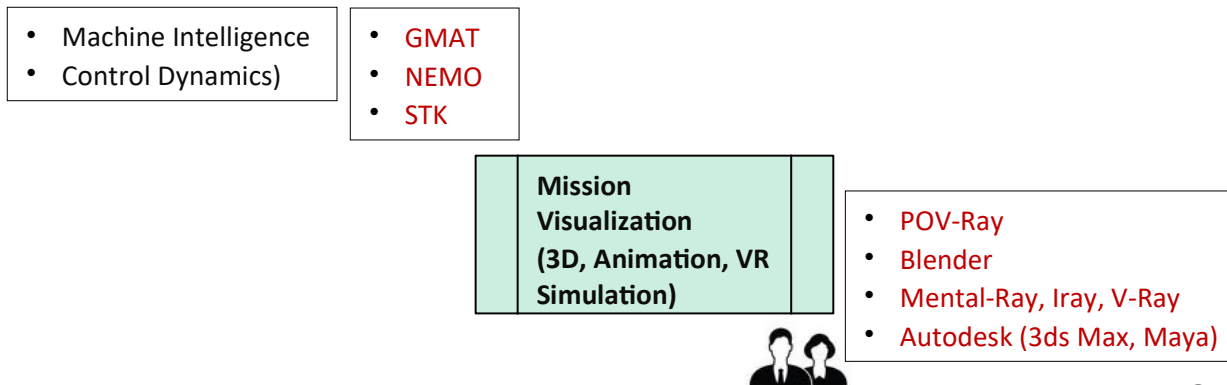 • Machine Intelligence
• Control Dynamics)
• GMAT
• NEMO
• STK
Mission
Visualization
(3D, Animation, VR
Simulation)
• POV-Ray
• Blender
• Mental-Ray, Iray, V-Ray
• Autodesk (3ds Max, Maya)